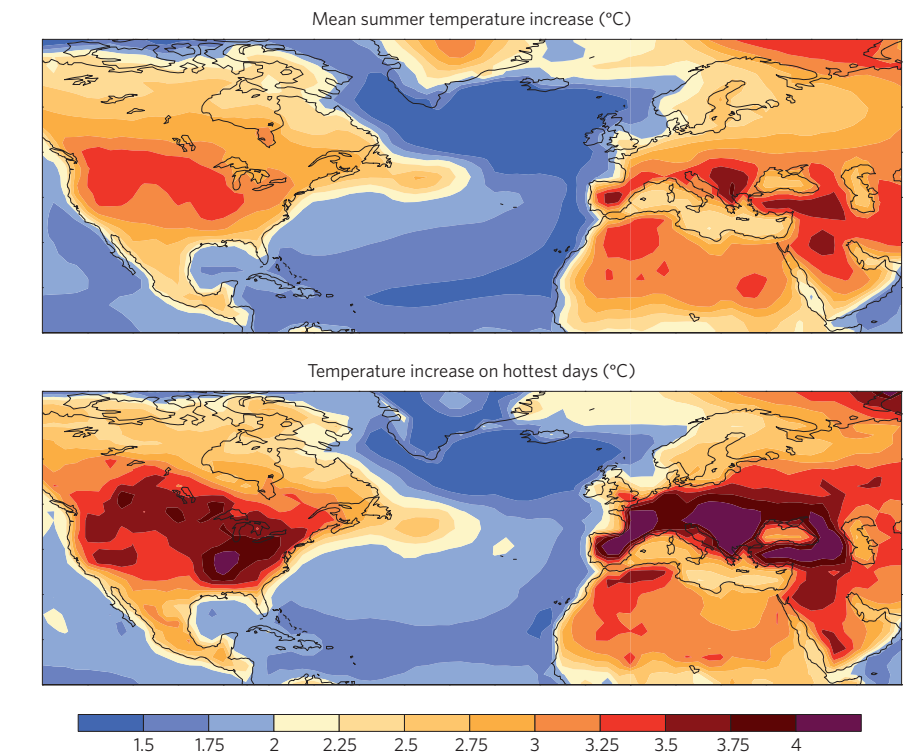 Mean summer temperature increase (°C)
Temperature increase on hottest days (°C)
1.5 1.75 2 2.25 2.5 2.75 3 3.25 3.5 3.75 4